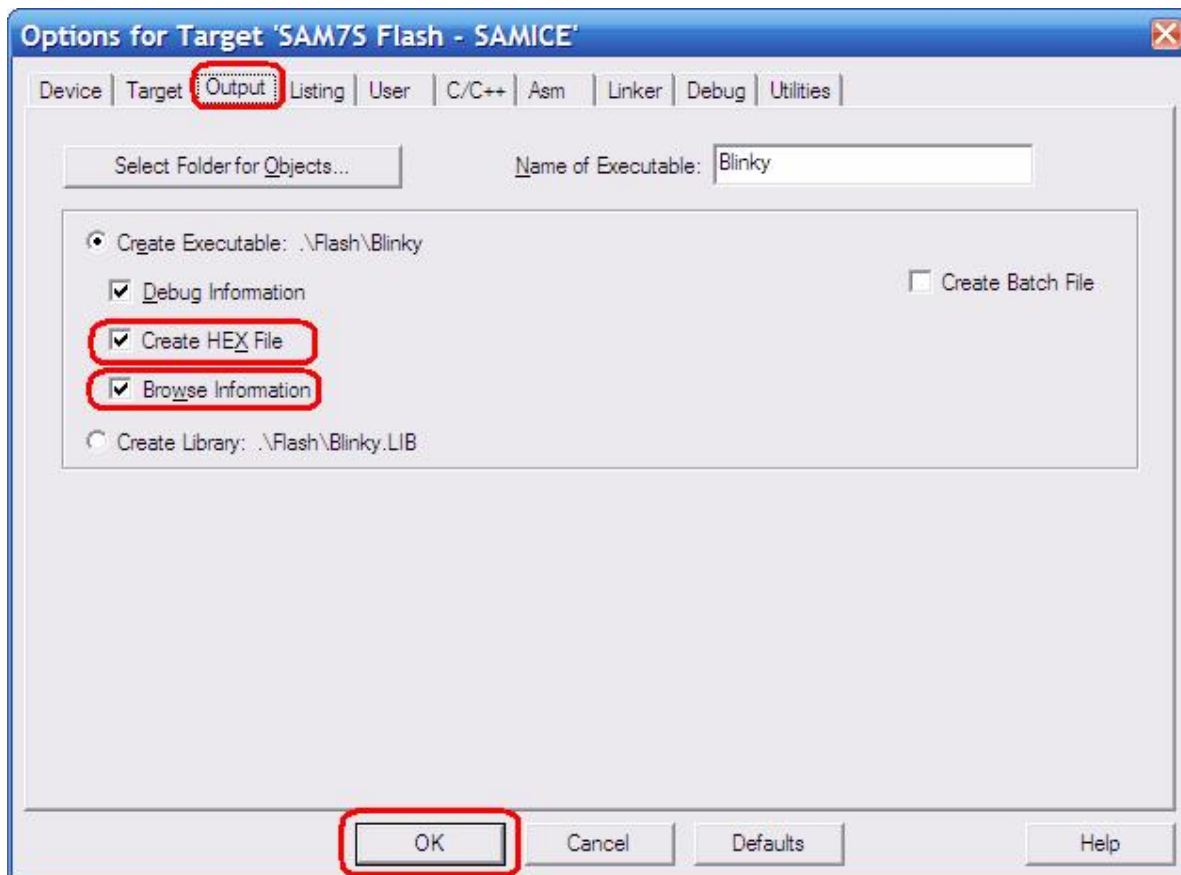 Options for Target 'SAM7S Flash - SAMICE'
Device Target Output Listing User C/C++ Asm Linker Debug Utilities
Select Folder for Objects... Name of Executable: Blinky
Create Executable: .\Flash\Blinky
Debug Information
Create Batch File
Create HEX File
Browse Information
Create Library: .\Flash\Blinky.LIB
OK Cancel Defaults Help